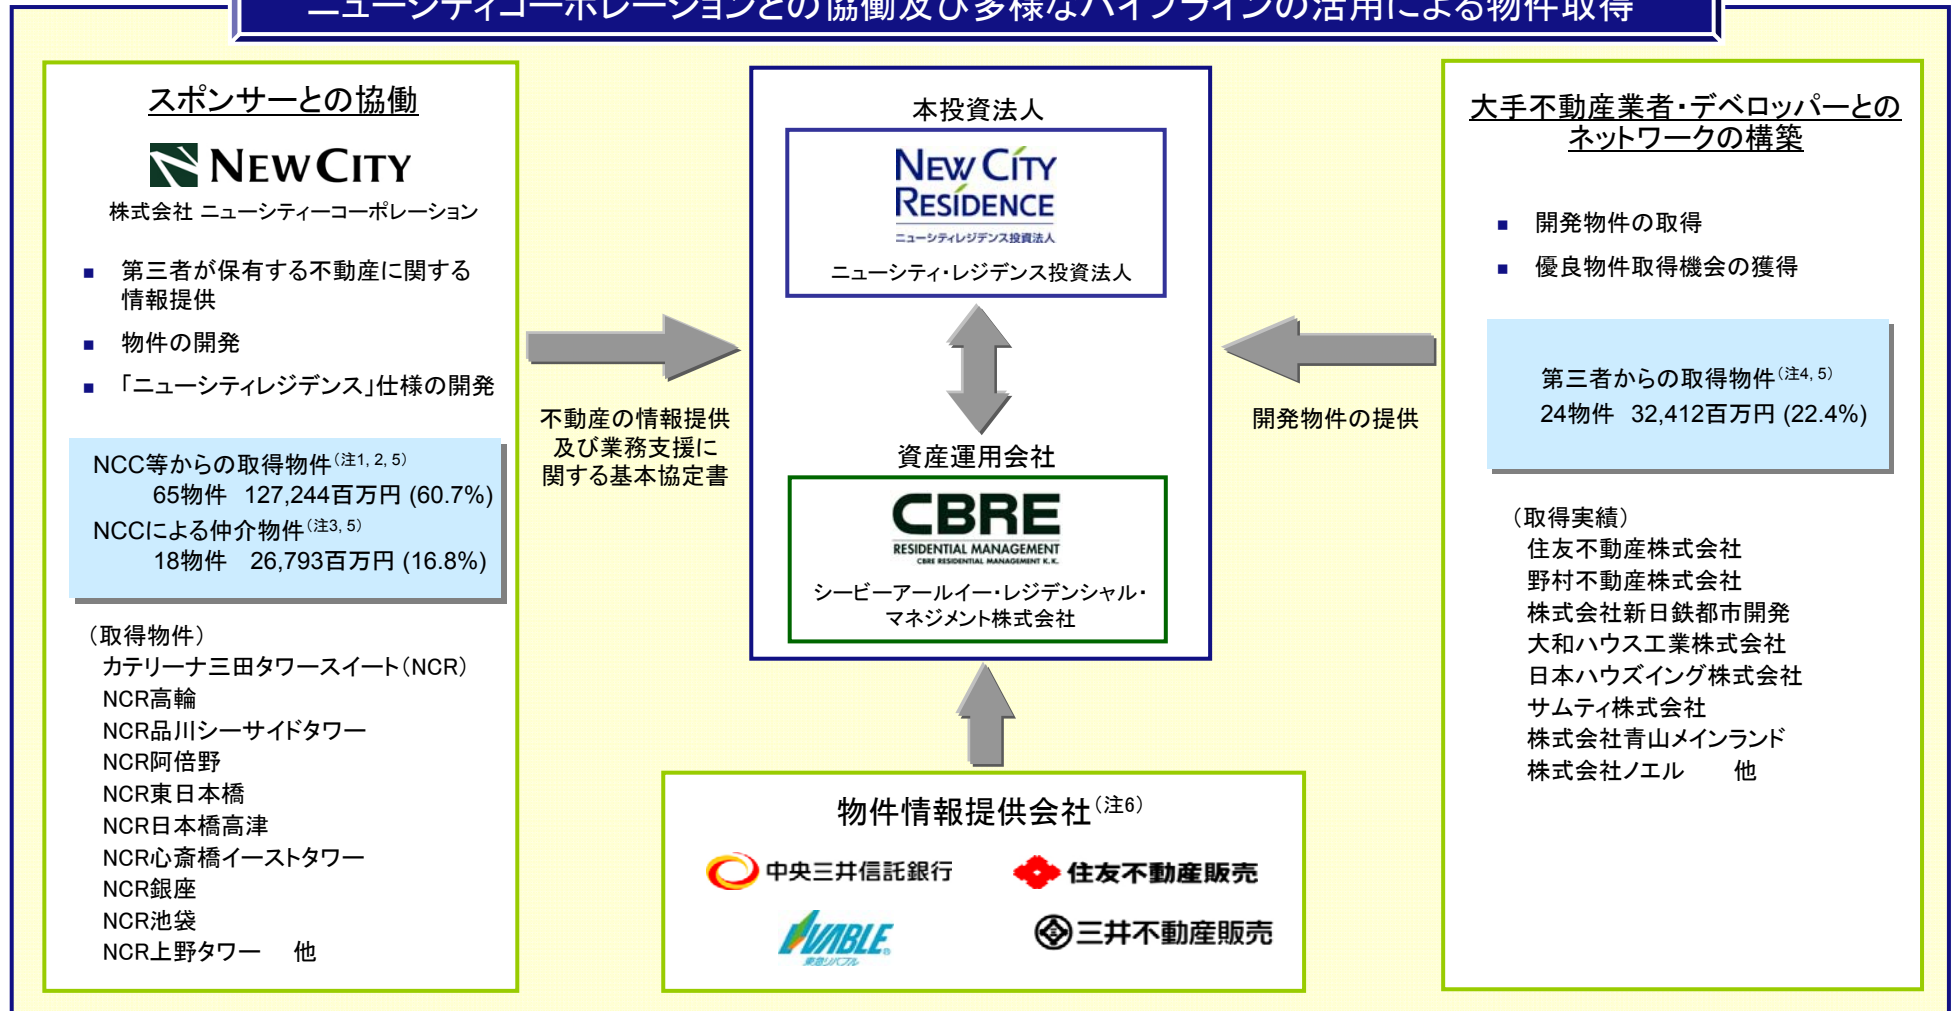 ニューシティコーポレーションとの協働及び多様なパイプラインの活用による物件取得
スポンサーとの協働
NEW CITY
株式会社 ニューシティーコーポレーション
■ 第三者が保有する不動産に関する
情報提供
■ 物件の開発
■ 「ニューシティレジデンス」仕様の開発
NCC等からの取得物件(注1, 2, 5)
65物件 127,244百万円 (60.7%)
NCCによる仲介物件(注3, 5)
18物件 26,793百万円 (16.8%)
(取得物件)
カテリーナ三田タワースイート(NCR)
NCR高輪
NCR品川シーサイドタワー
NCR阿倍野
NCR東日本橋
NCR日本橋高津
NCR心斎橋イーストタワー
NCR銀座
NCR池袋
NCR上野タワー 他
不動産の情報提供
及び業務支援に
関する基本協定書
本投資法人
NEW CITY
RESIDENCE
ニューシティレジデンス投資法人
ニューシティ・レジデンス投資法人
資産運用会社
CBRE
RESIDENTIAL MANAGEMENT
CBRE RESIDENTIAL MANAGEMENT K.K.
シービーアールイー・レジデンシャル・
マネジメント株式会社
物件情報提供会社(注6)
中央三井信託銀行
住友不動産販売
LIVABLE
東急リバブル
三井不動産販売
開発物件の提供
大手不動産業者・デベロッパーとの
ネットワークの構築
■ 開発物件の取得
■ 優良物件取得機会の獲得
第三者からの取得物件(注4, 5)
24物件 32,412百万円 (22.4%)
(取得実績)
住友不動産株式会社
野村不動産株式会社
株式会社新日鉄都市開発
大和ハウス工業株式会社
日本ハウズイング株式会社
サムティ株式会社
株式会社青山メインランド
株式会社ノエル 他